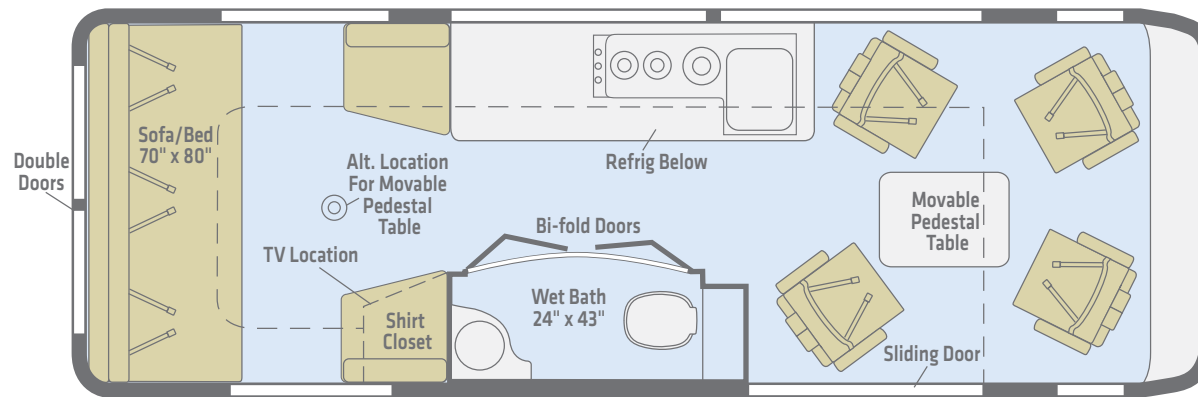 Sofa/Bed
70" x 80"
Double
Doors
Alt. Location
For Movable
Pedestal
Table
TV Location
Shirt
Closet
Refrig Below
Bi-fold Doors
Wet Bath
24" x 43"
Movable
Pedestal
Table
Sliding Door